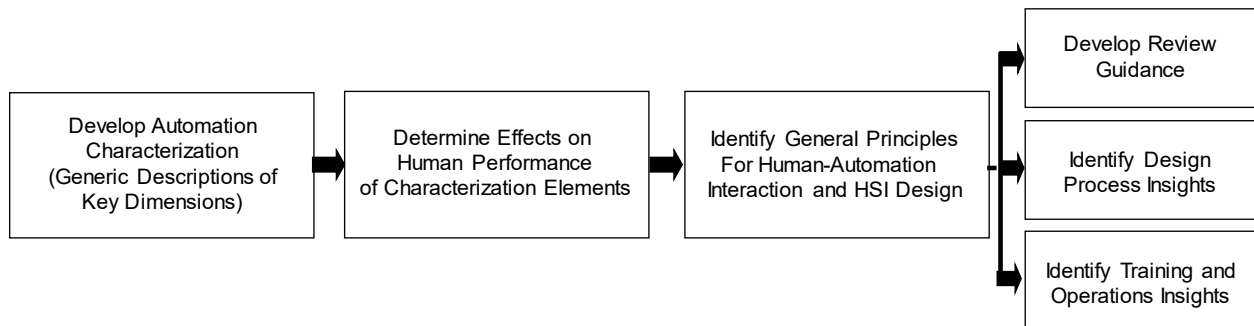 Develop Automation
Characterization
(Generic Descriptions of
Key Dimensions)
Determine Effects on
Human Performance
of Characterization Elements
Identify General Principles
For Human-Automation
Interaction and HSI Design
Develop Review
Guidance
Identify Design
Process Insights
Identify Training and
Operations Insights